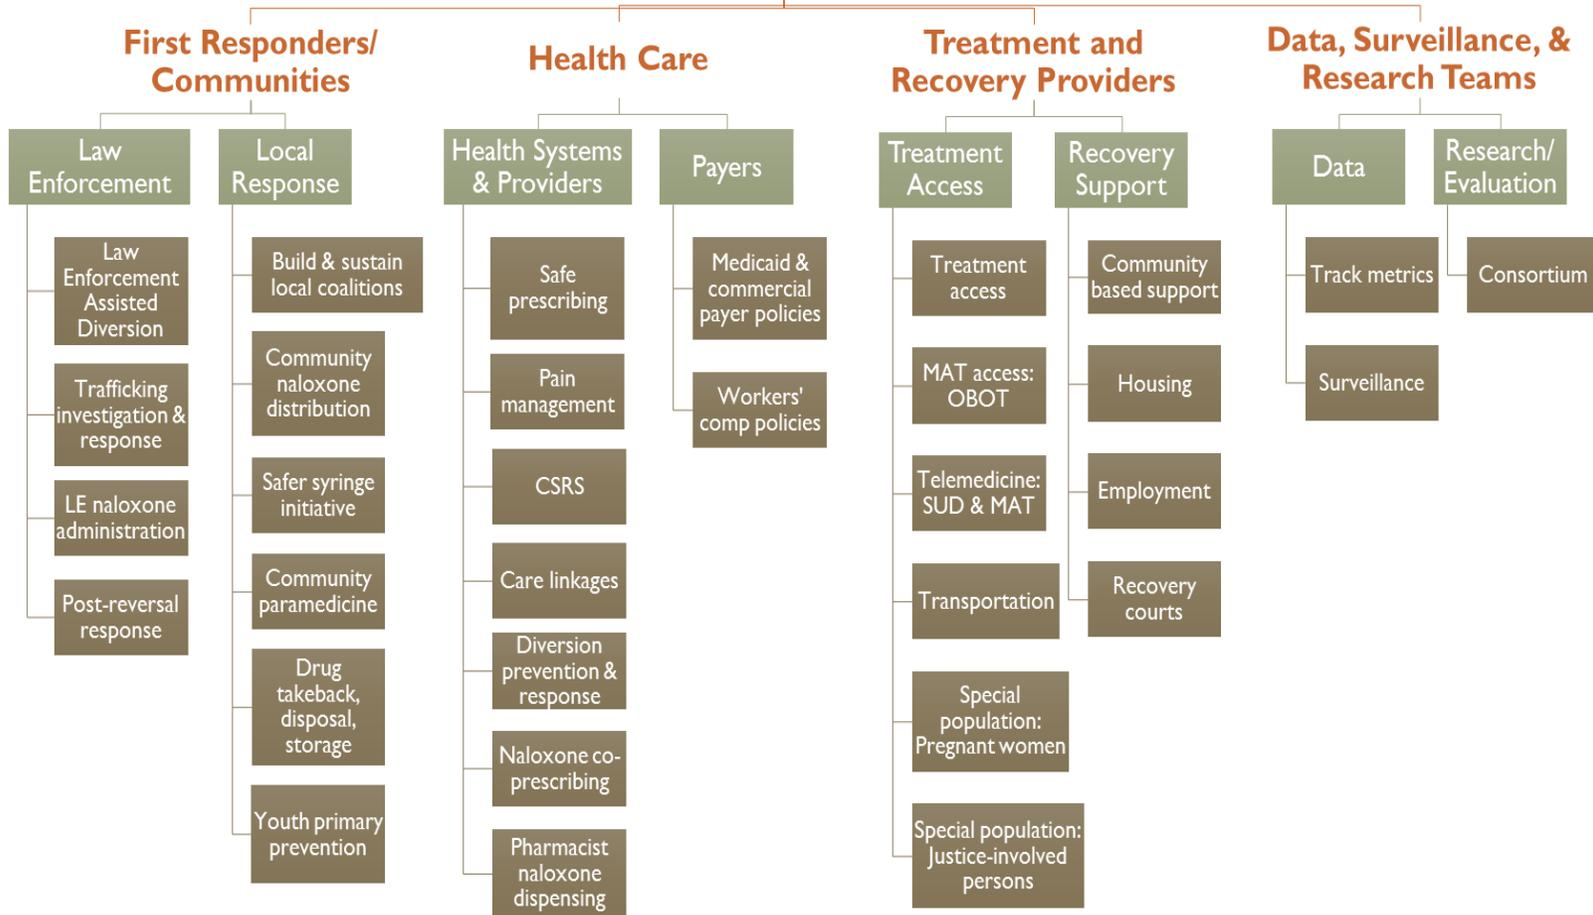 First Responders/
Communities
Law
Enforcement
Law
Enforcement
Assisted
Diversion
Trafficking
investigation &
response
LE naloxone
administration
Post-reversal
response
Local
Response
Build & sustain
local coalitions
Community
naloxone
distribution
Safer syringe
initiative
Community
paramedicine
Drug
takeback,
disposal,
storage
Youth primary
prevention
Health Care
Health Systems
& Providers
Safe
prescribing
Pain
management
CSRS
Care linkages
Diversion
prevention &
response
Naloxone co-
prescribing
Pharmacist
naloxone
dispensing
Payers
Medicaid &
commercial
payer policies
Workers'
comp policies
Treatment and
Recovery Providers
Treatment
Access
Treatment
access
MAT access:
OBOT
Telemedicine:
SUD & MAT
Transportation
Special
population:
Pregnant women
Special population:
Justice-involved
persons
Recovery
Support
Community
based support
Housing
Employment
Recovery
courts
Data, Surveillance, &
Research Teams
Data
Track metrics
Surveillance
Research/
Evaluation
Consortium